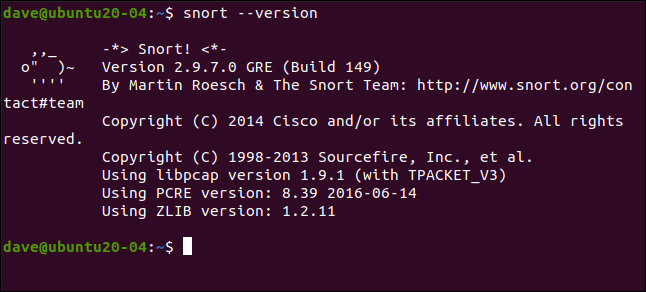 dave@ubuntu20-04:~$ snort --version

   ,,_     -*> Snort! <*-
  o"  )~   Version 2.9.7.0 GRE (Build 149)
   ''''    By Martin Roesch & The Snort Team: http://www.snort.org/con
tact#team
           Copyright (C) 2014 Cisco and/or its affiliates. All rights
reserved.
           Copyright (C) 1998-2013 Sourcefire, Inc., et al.
           Using libpcap version 1.9.1 (with TPACKET_V3)
           Using PCRE version: 8.39 2016-06-14
           Using ZLIB version: 1.2.11

dave@ubuntu20-04:~$